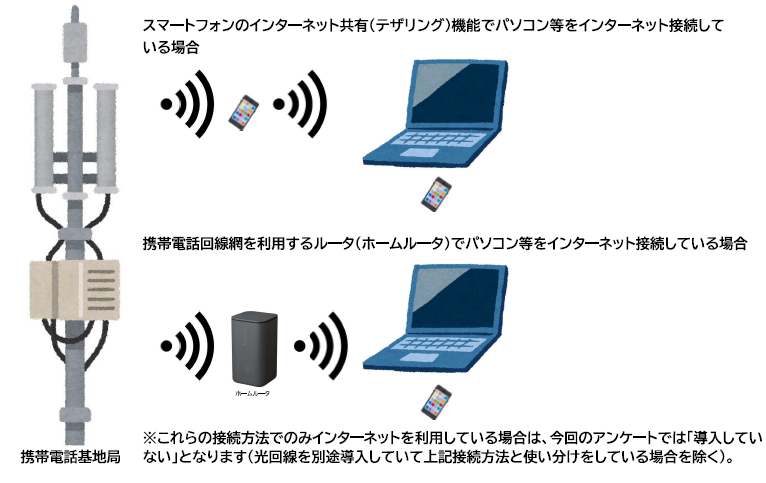 スマートフォンのインターネット共有（テザリング）機能でパソコン等をインターネット接続して
いる場合
携帯電話回線網を利用するルータ（ホームルータ）でパソコン等をインターネット接続している場合
ホームルータ
※これらの接続方法でのみインターネットを利用している場合は、今回のアンケートでは「導入してい
ない」となります（光回線を別途導入していて上記接続方法と使い分けをしている場合を除く）。
携帯電話基地局